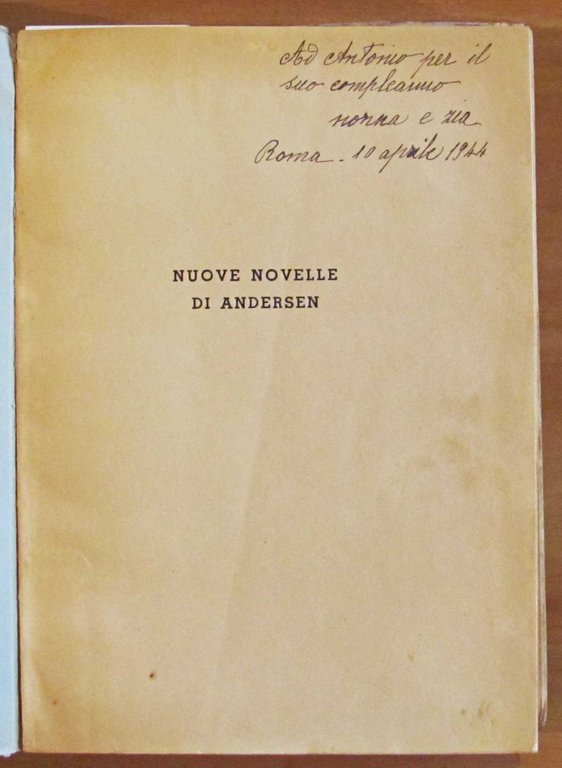 Ad Antonio per il
suo compleanno
nonna e zia
Roma - 10 aprile 1944
NUOVE NOVELLE
DI ANDERSEN